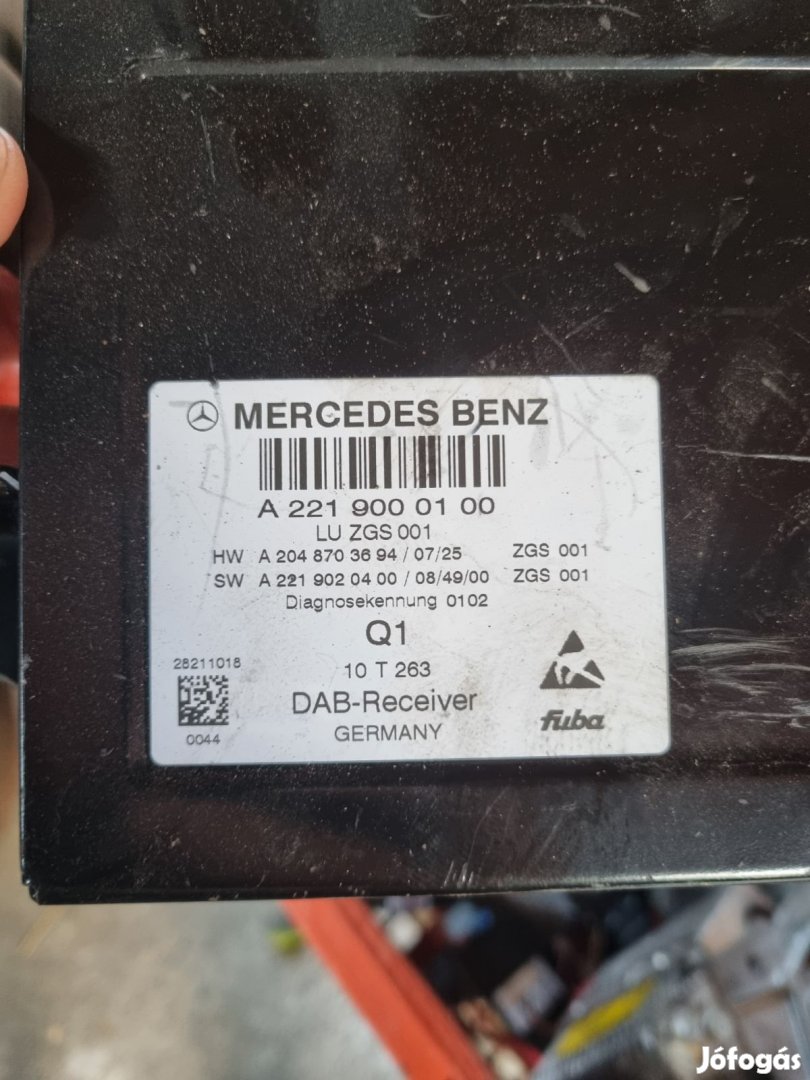 MERCEDES BENZ
A 221 900 01 00
LU ZGS 001
HW A 204 870 36 94 / 07/25 ZGS 001
SW A 221 902 04 00 / 08/49/00 ZGS 001
Diagnosekennung 0102
Q1
28211018
10 T 263
DAB-Receiver
fuba
0044
GERMANY
Jófogás